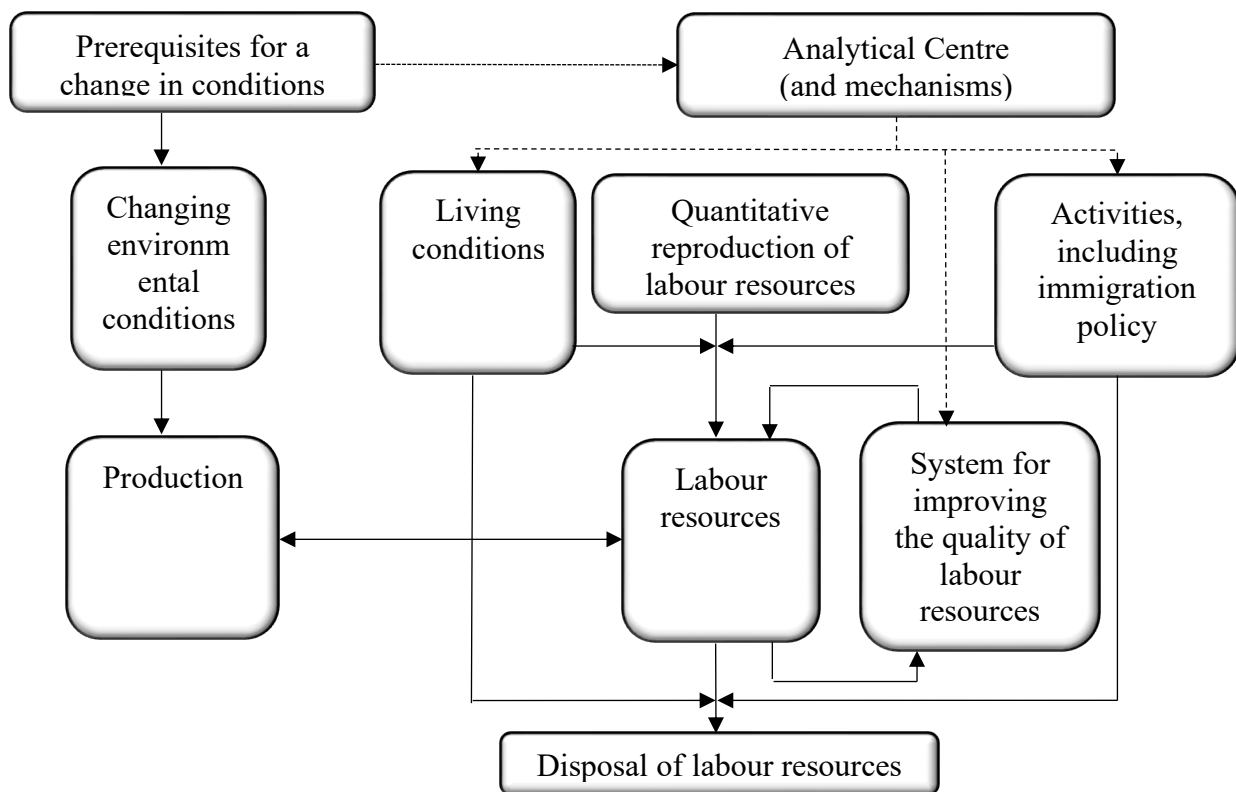 Prerequisites for a
change in conditions
Analytical Centre
(and mechanisms)
Changing
environm
ental
conditions
Living
conditions
Quantitative
reproduction of
labour resources
Activities,
including
immigration
policy
Production
Labour
resources
System for
improving
the quality of
labour
resources
Disposal of labour resources